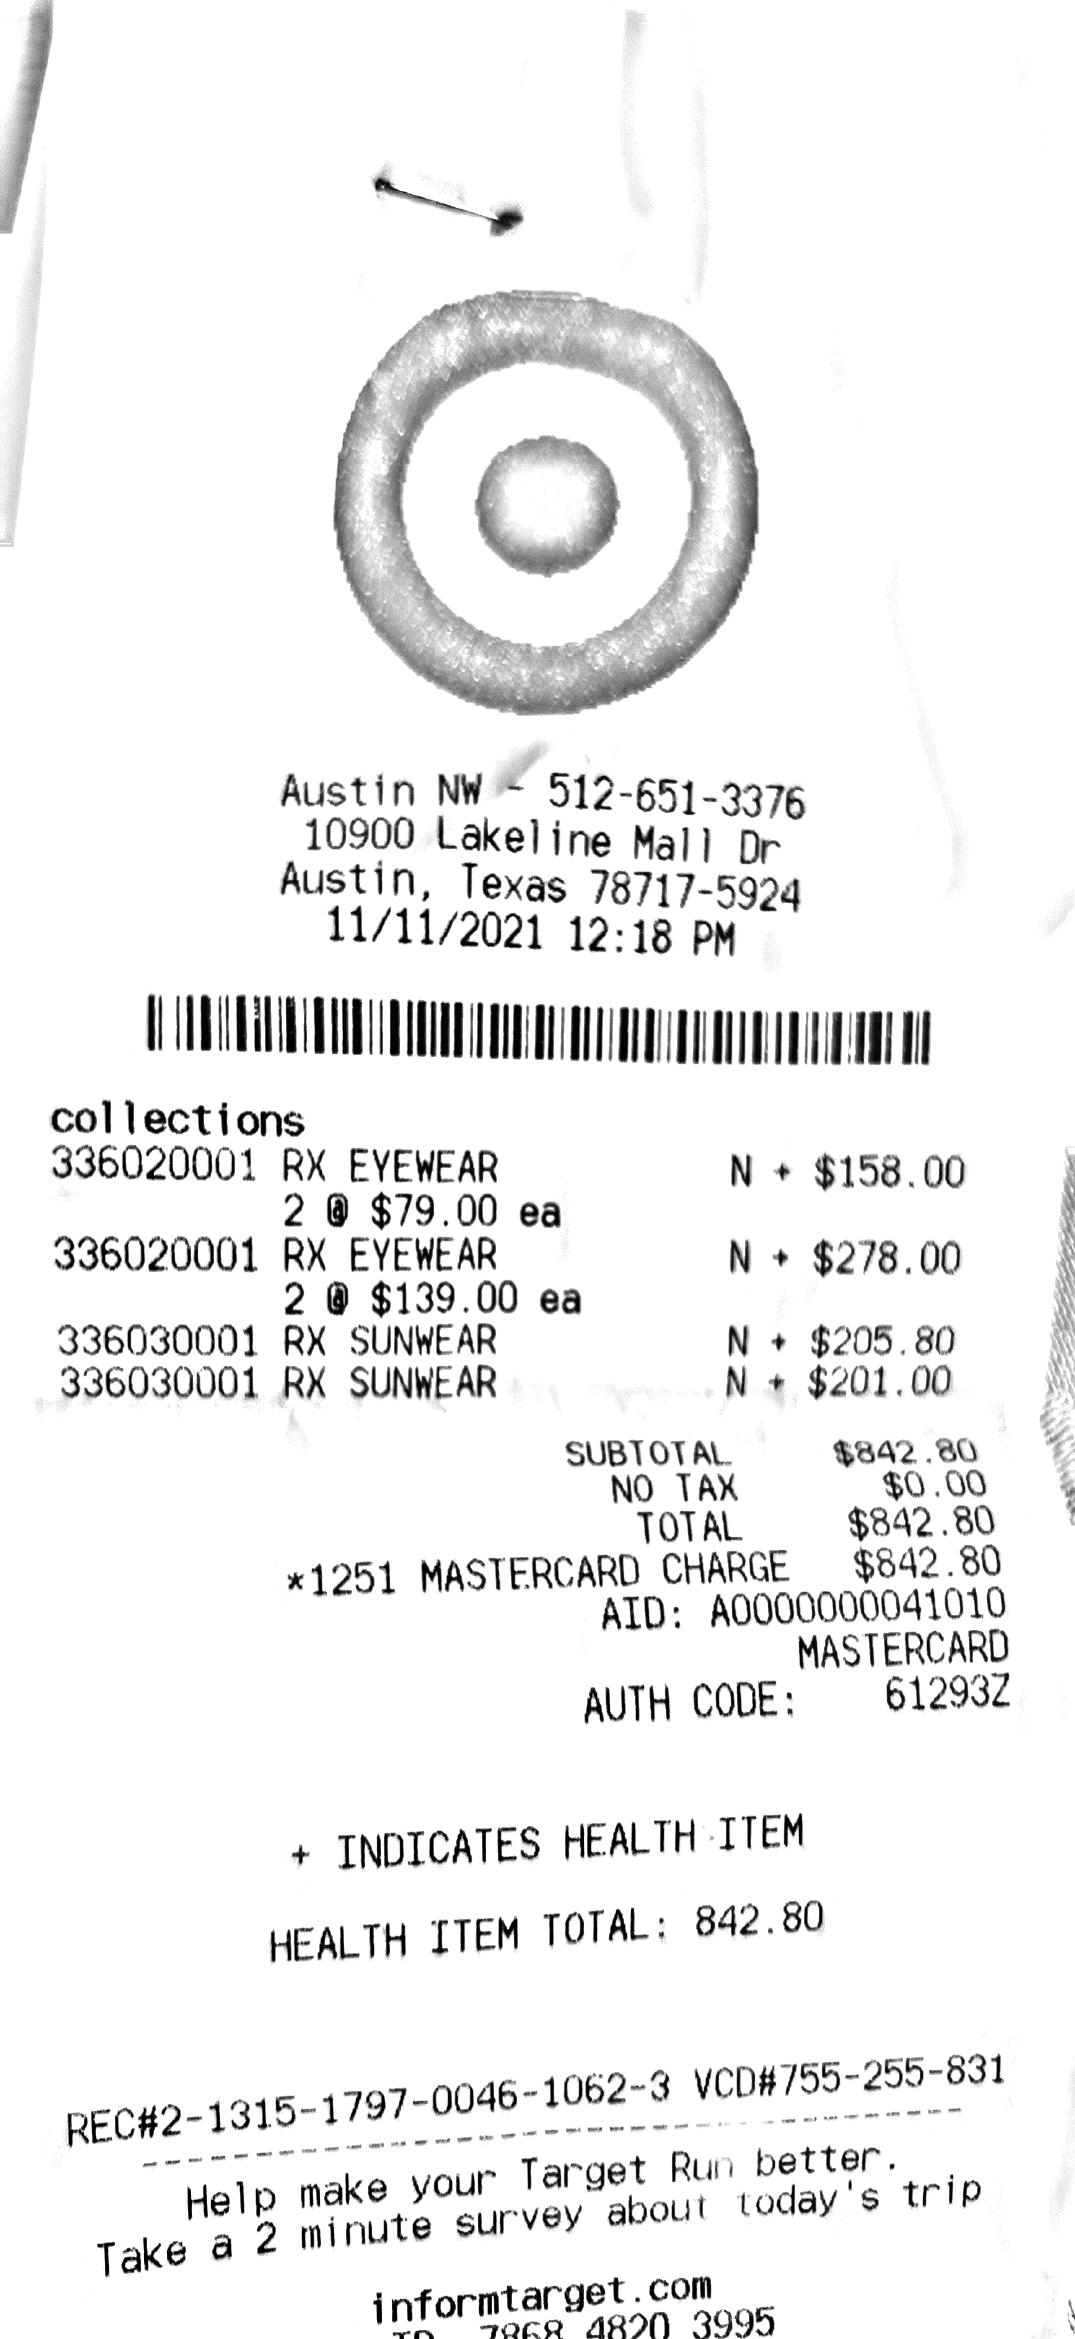 Austin NW - 512-651-3376
10900 Lakeline Mall Dr
Austin, Texas 78717-5924
11/11/2021 12:18 PM
collections
336020001 RX EYEWEAR N + $158.00
2 @ $79.00 ea
336020001 RX EYEWEAR N + $278.00
2 @ $139.00 ea
336030001 RX SUNWEAR N + $205.80
336030001 RX SUNWEAR N + $201.00
SUBTOTAL $842.80
NO TAX $0.00
TOTAL $842.80
*1251 MASTERCARD CHARGE $842.80
AID: A0000000041010
MASTERCARD
AUTH CODE: 61293Z
+ INDICATES HEALTH ITEM
HEALTH ITEM TOTAL: 842.80
REC#2-1315-1797-0046-1062-3 VCD#755-255-831
Help make your Target Run better.
Take a 2 minute survey about today's trip
informtarget.com
7868 4820 3995